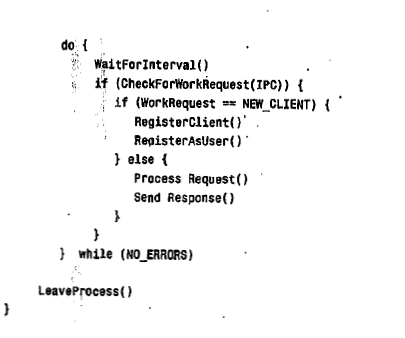 do {
WaitForInterval()
if (CheckForWorkRequest(IPC)) {
if (WorkRequest == NEW_CLIENT) {
RegisterClient()
RegisterAsUser()
} else {
Process Request()
Send Response()
}
}
} while (NO_ERRORS)
LeaveProcess()
}